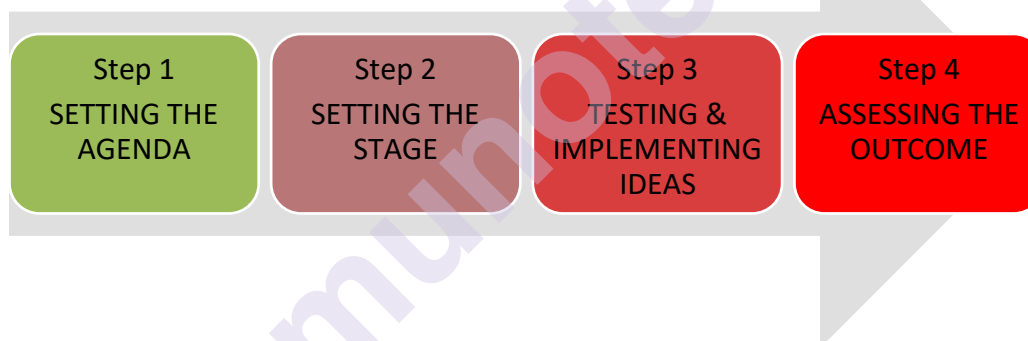 Step 1
SETTING THE
AGENDA
Step 2
SETTING THE
STAGE
Step 3
TESTING &
IMPLEMENTING
IDEAS
Step 4
ASSESSING THE
OUTCOME
munote